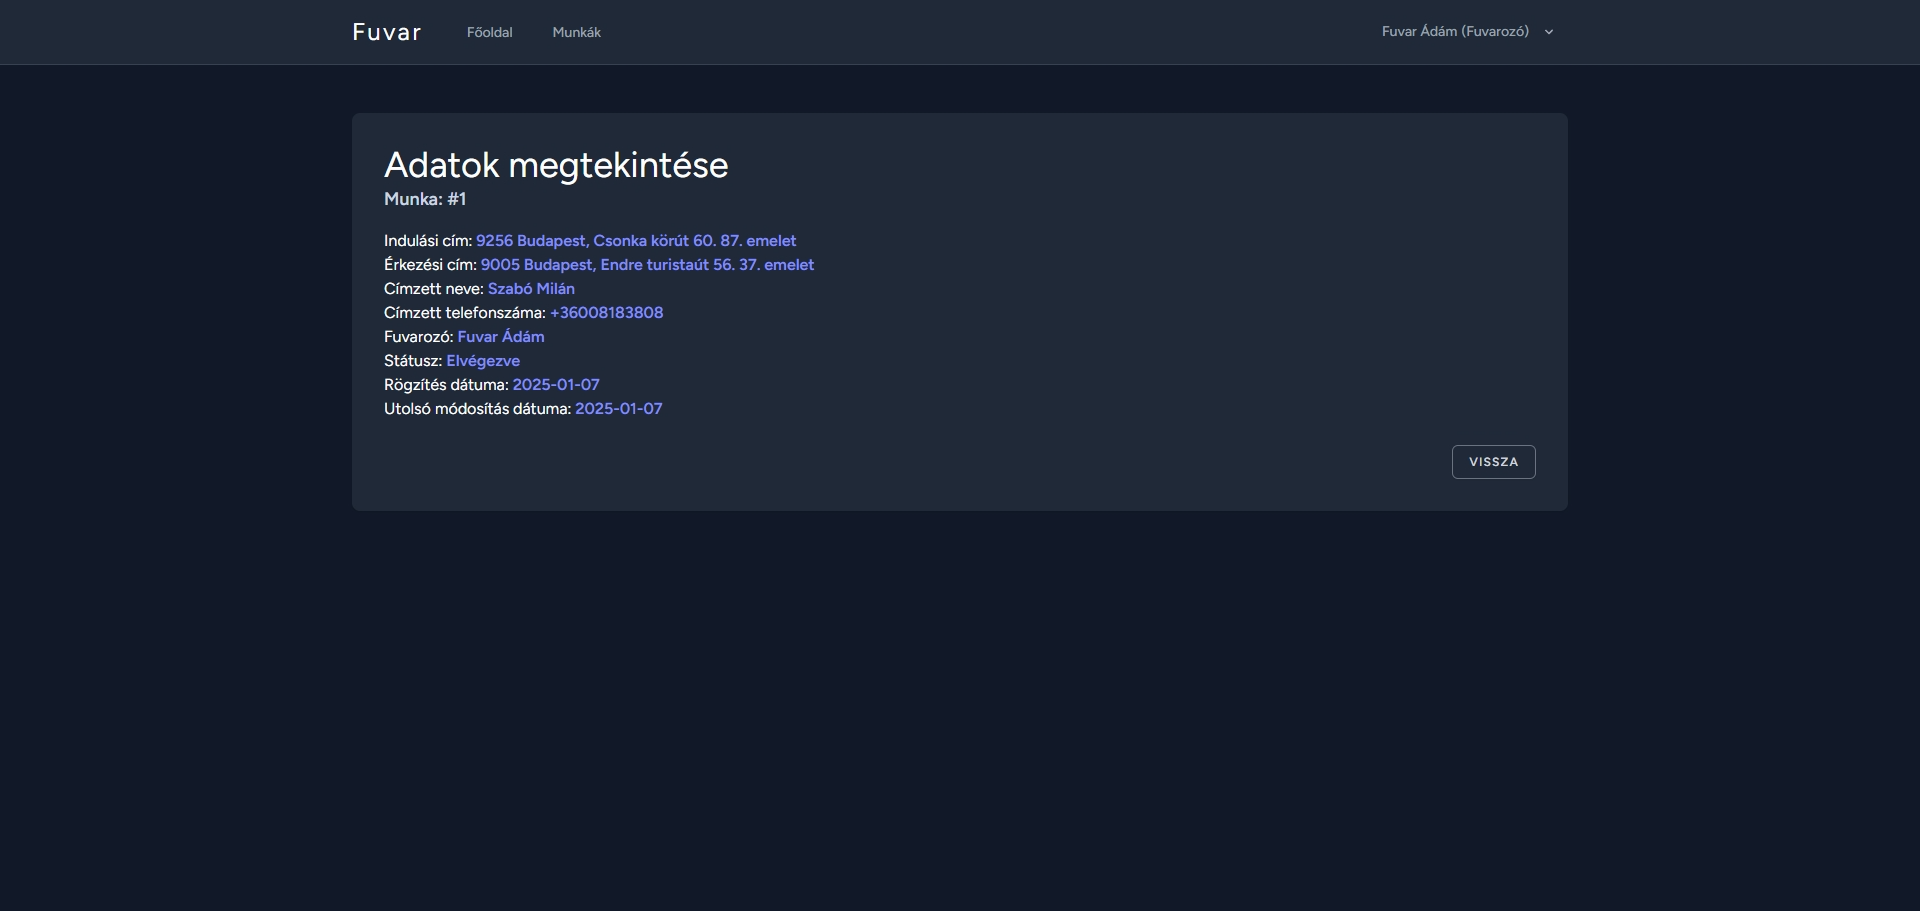 Fuvar Főoldal Munkák Fuvar Ádám (Fuvarozó)
Adatok megtekintése
Munka: #1
Indulási cím: 9256 Budapest, Csonka körút 60. 87. emelet
Érkezési cím: 9005 Budapest, Endre turistaút 56. 37. emelet
Címzett neve: Szabó Milán
Címzett telefonszáma: +36008183808
Fuvarozó: Fuvar Ádám
Státusz: Elvégezve
Rögzítés dátuma: 2025-01-07
Utolsó módosítás dátuma: 2025-01-07
VISSZA